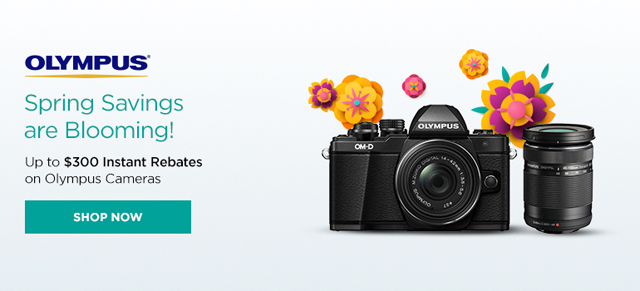 OLYMPUS®
Spring Savings
are Blooming!
Up to $300 Instant Rebates
on Olympus Cameras
SHOP NOW
OLYMPUS
OM-D